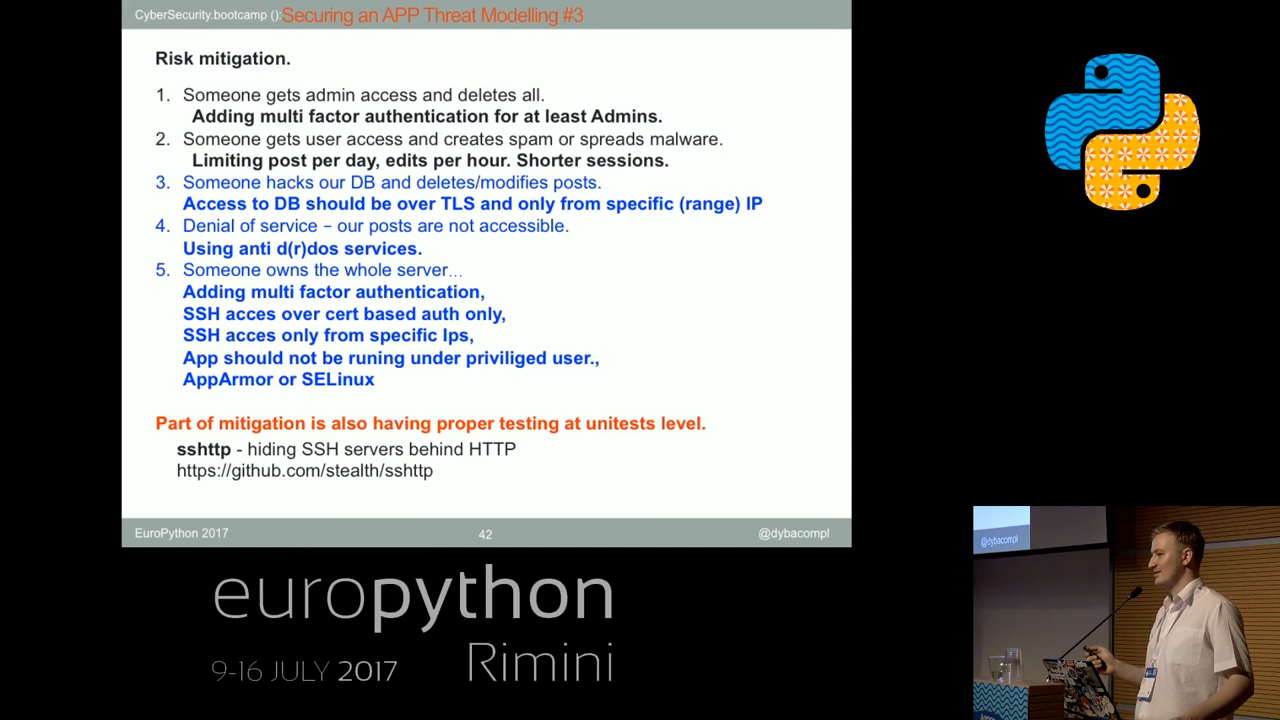 CyberSecurity.bootcamp ():Securing an APP Threat Modelling #3
Risk mitigation.
1. Someone gets admin access and deletes all.
Adding multi factor authentication for at least Admins.
2. Someone gets user access and creates spam or spreads malware.
Limiting post per day, edits per hour. Shorter sessions.
3. Someone hacks our DB and deletes/modifies posts.
Access to DB should be over TLS and only from specific (range) IP
4. Denial of service – our posts are not accessible.
Using anti d(r)dos services.
5. Someone owns the whole server…
Adding multi factor authentication,
SSH acces over cert based auth only,
SSH acces only from specific Ips,
App should not be runing under priviliged user.,
AppArmor or SELinux
Part of mitigation is also having proper testing at unitests level.
sshttp - hiding SSH servers behind HTTP
https://github.com/stealth/sshttp
EuroPython 2017
42
@dybacompl
europython
Rimini
9-16 JULY 2017
@dybacompl